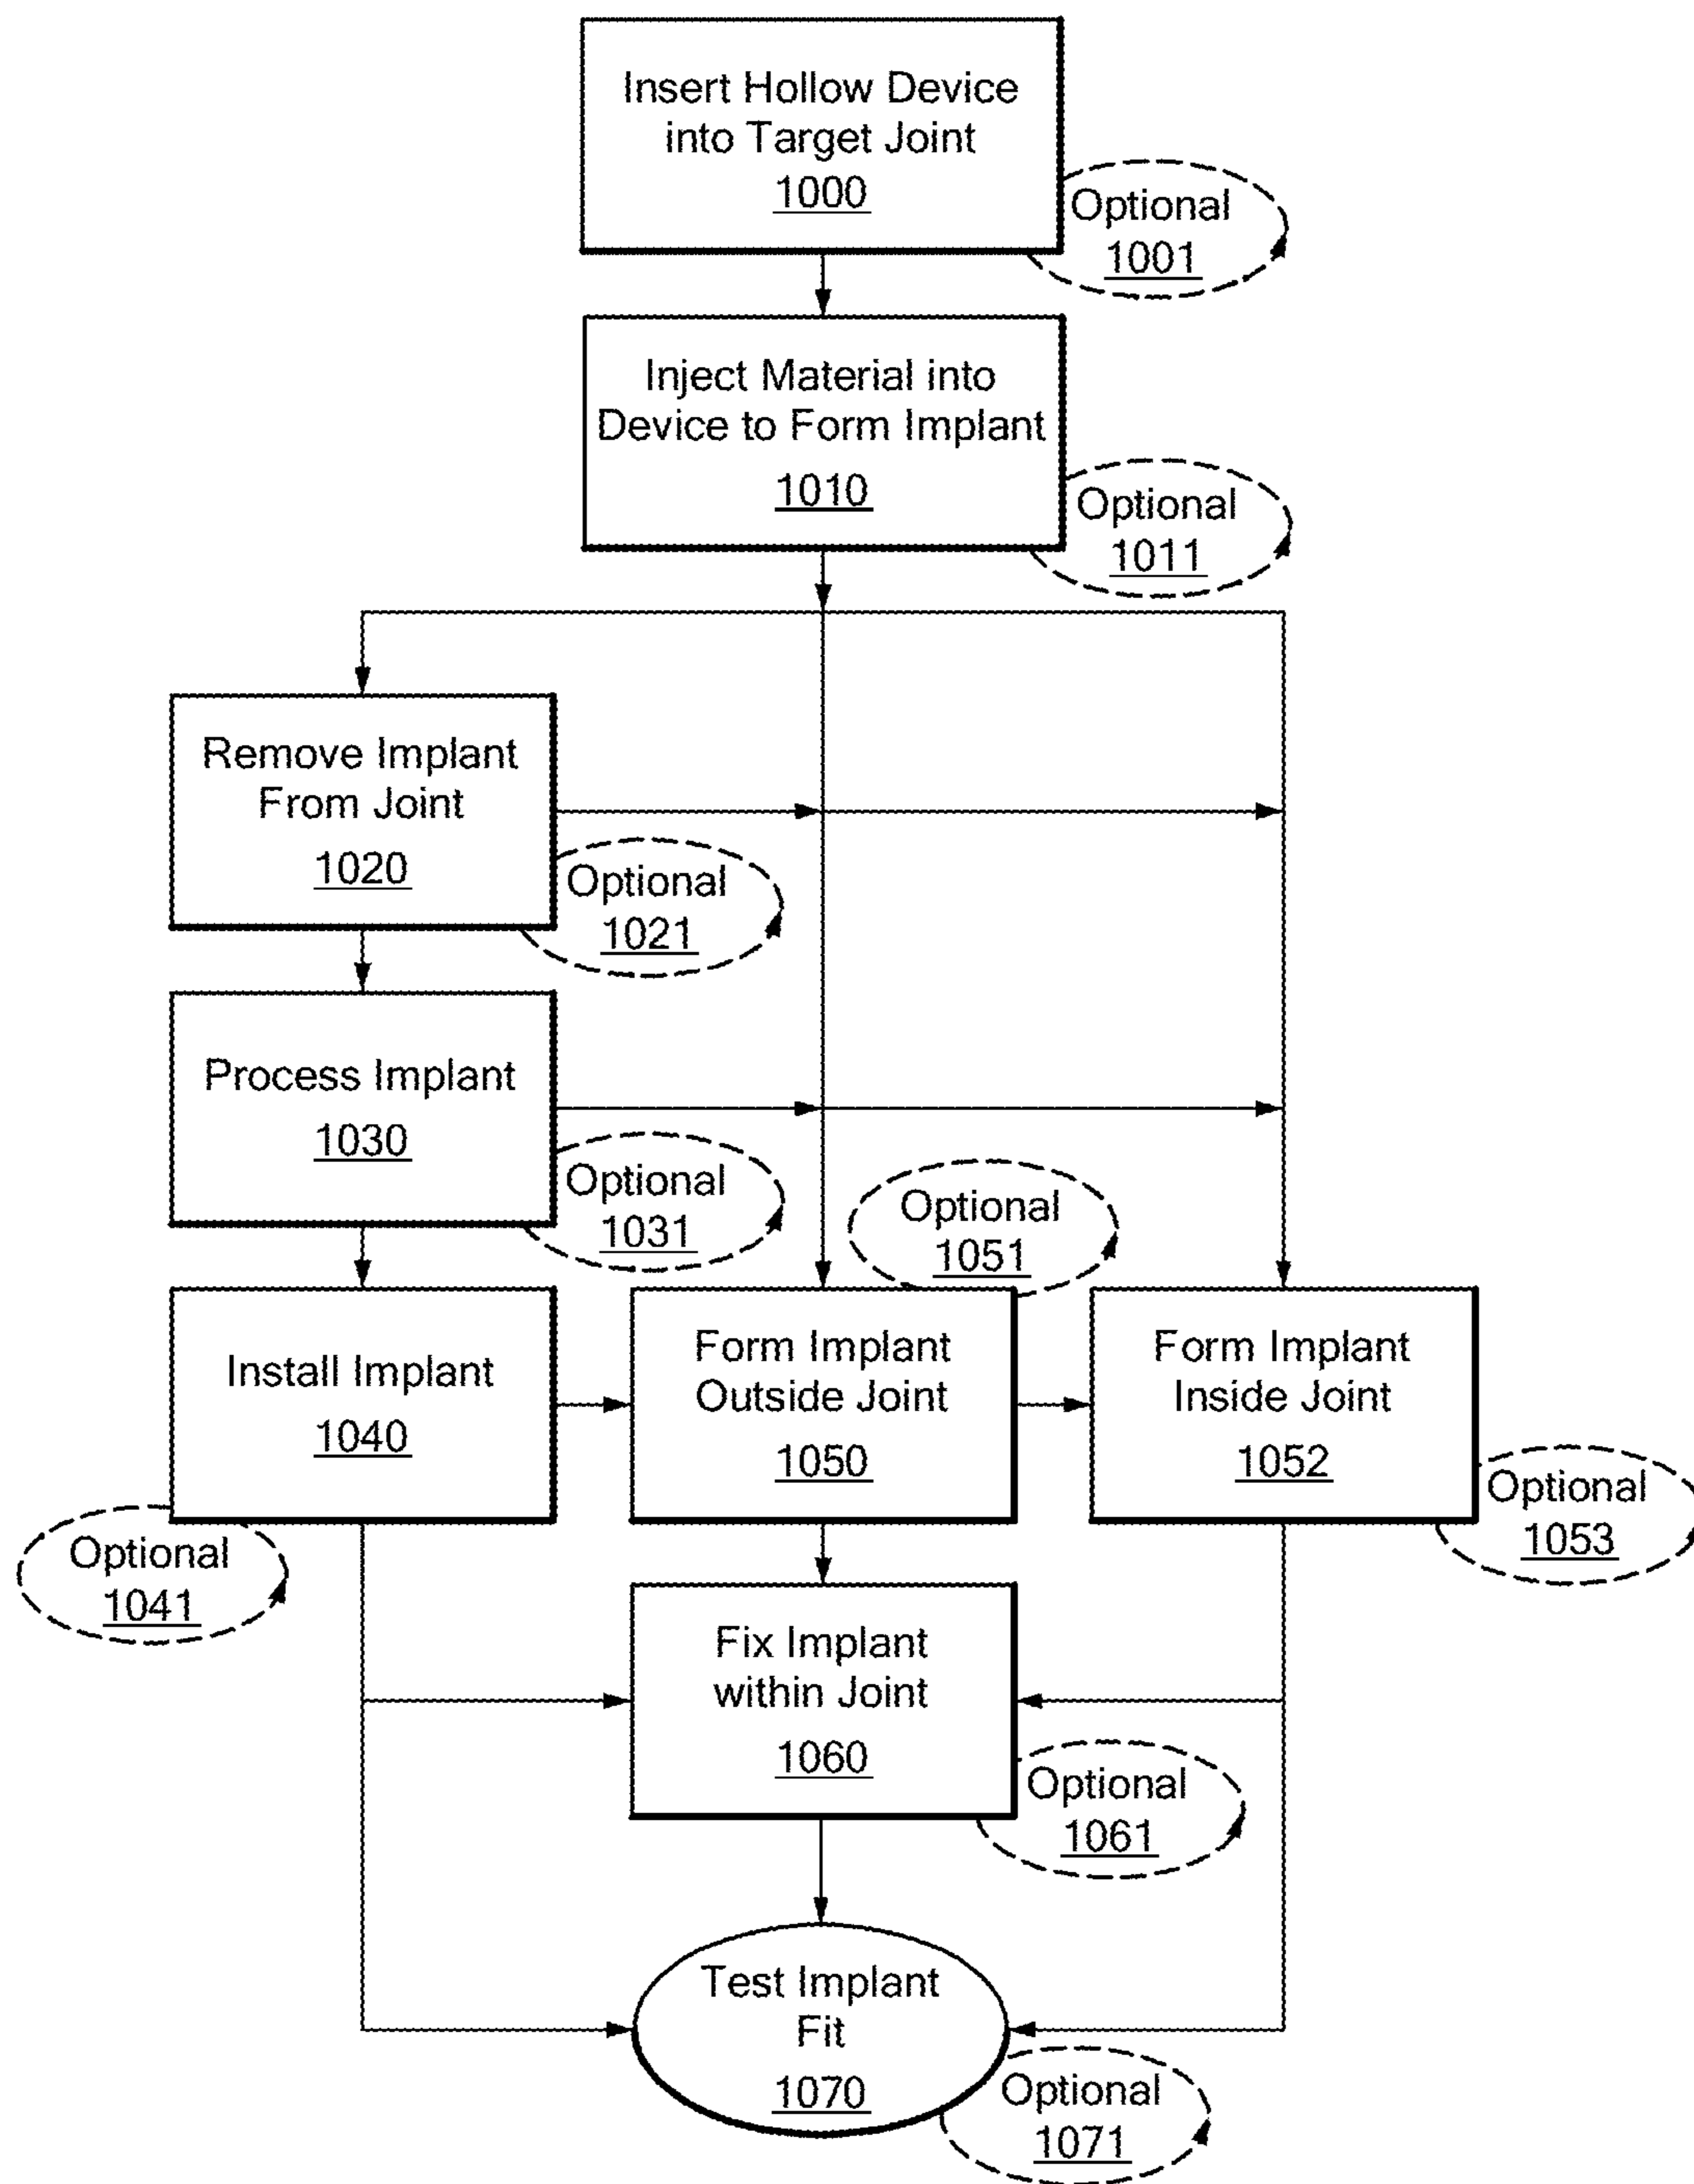 Insert Hollow Device
into Target Joint
1000
Optional
1001
Inject Material into
Device to Form Implant
1010
Optional
1011
Remove Implant
From Joint
1020
Optional
1021
Process Implant
1030
Optional
1031
Optional
1051
Install Implant
1040
Optional
1041
Form Implant
Outside Joint
1050
Form Implant
Inside Joint
1052
Optional
1053
Fix Implant
within Joint
1060
Optional
1061
Test Implant
Fit
1070
Optional
1071